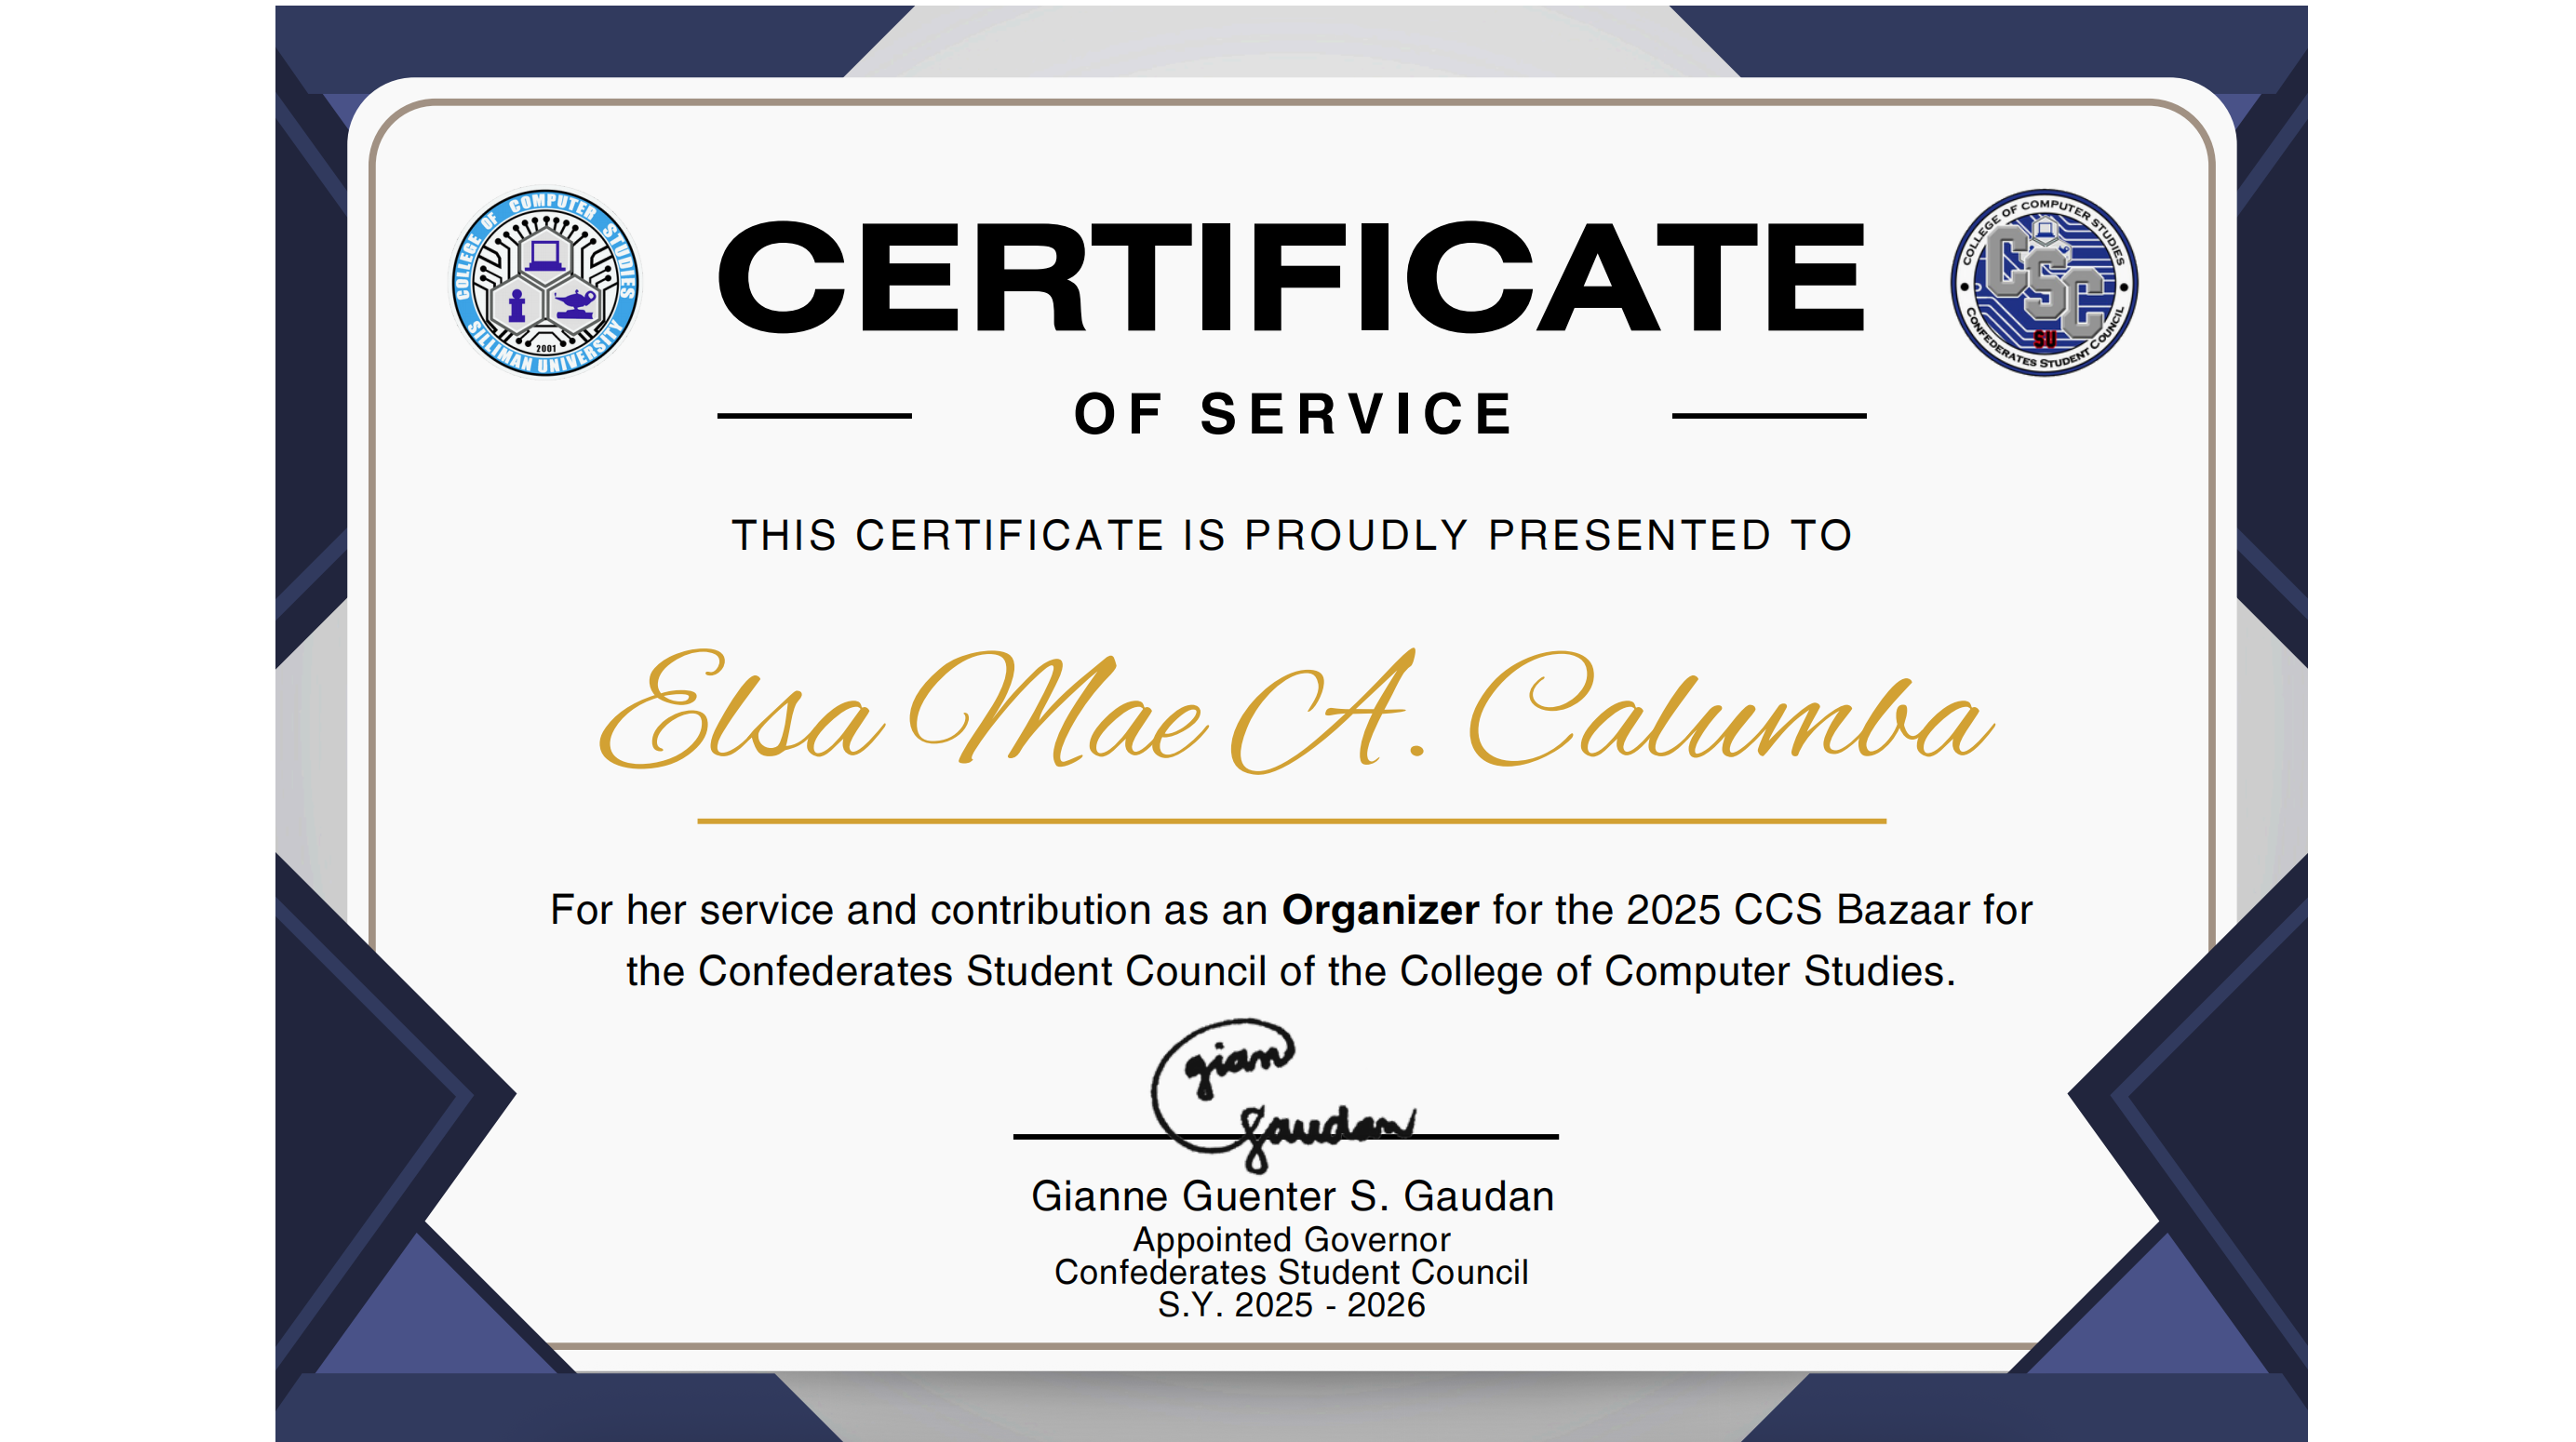 COLLEGE OF COMPUTER STUDIES
SILLIMAN UNIVERSITY
2001
CERTIFICATE
COLLEGE OF COMPUTER STUDIES
CSC
SU
CONFEDERATES STUDENT COUNCIL
OF SERVICE
THIS CERTIFICATE IS PROUDLY PRESENTED TO
Elsa Mae A. Calumba
For her service and contribution as an Organizer for the 2025 CCS Bazaar for
the Confederates Student Council of the College of Computer Studies.
gian
gaudan
Gianne Guenter S. Gaudan
Appointed Governor
Confederates Student Council
S.Y. 2025 - 2026